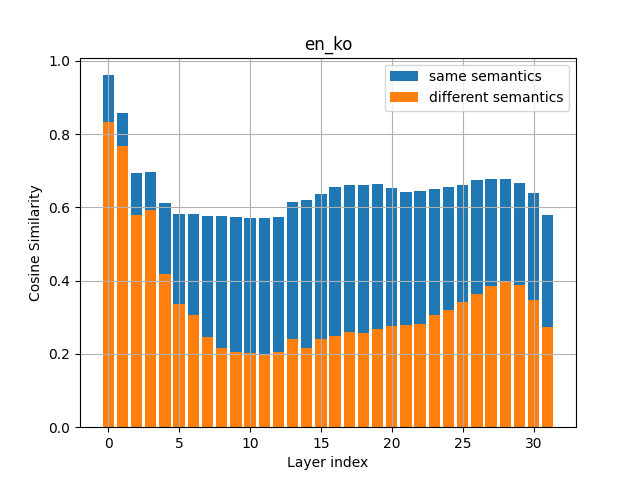 en_ko
same semantics
different semantics
Cosine Similarity
1.0
0.8
0.6
0.4
0.2
0.0
0 5 10 15 20 25 30
Layer index